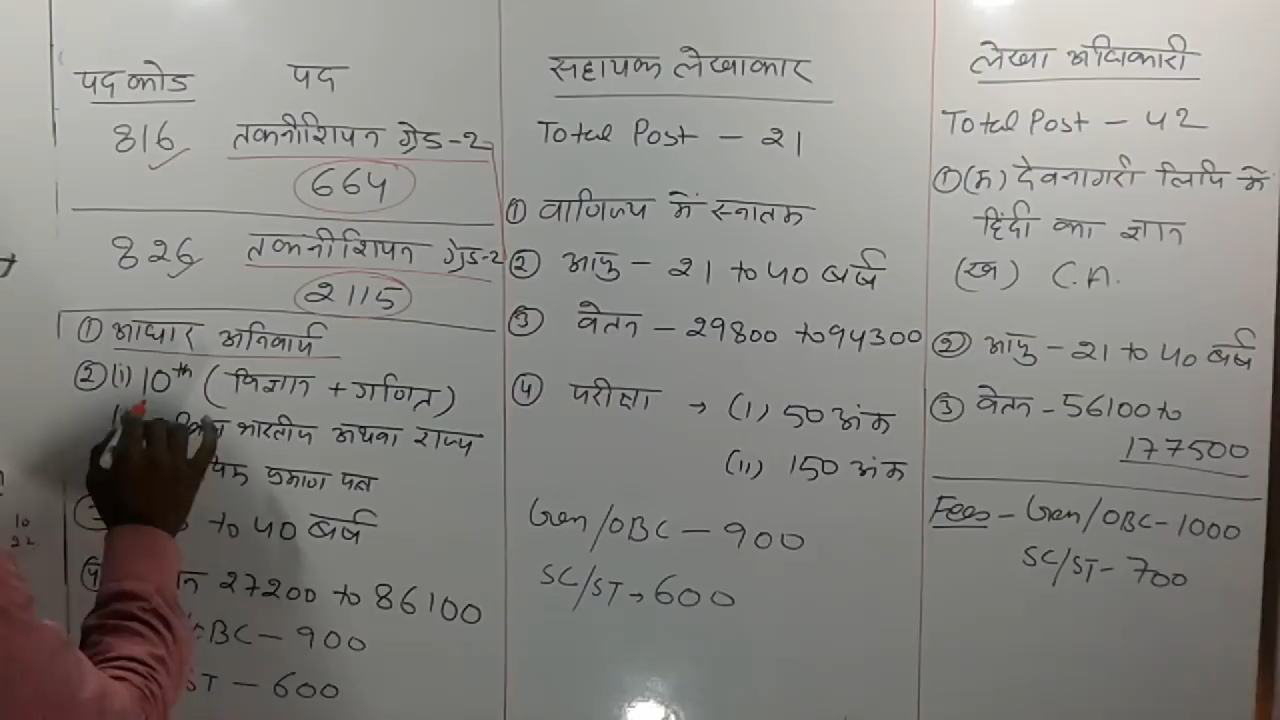 पद कोड पद
816 तकनीशियन ग्रेड-2
664
826 तकनीशियन ग्रेड-2
2115
① आधार अनिवार्य
② (i) 10th (विज्ञान + गणित)
भारतीय अथवा राज्य
प्रमाण पत्र
to 40 वर्ष
④ 27200 to 86100
OBC - 900
ST - 600
सहायक लेखाकार
Total Post - 21
① वाणिज्य में स्नातक
② आयु - 21 to 40 वर्ष
③ वेतन - 29800 to 94300
④ परीक्षा → (i) 50 अंक
(ii) 150 अंक
Gen/OBC - 900
SC/ST → 600
लेखा अधिकारी
Total Post - 42
① (क) देवनागरी लिपि में
हिंदी का ज्ञान
(ख) C.A.
② आयु - 21 to 40 वर्ष
③ वेतन - 56100 to
177500
Fees - Gen/OBC - 1000
SC/ST - 700
10
22